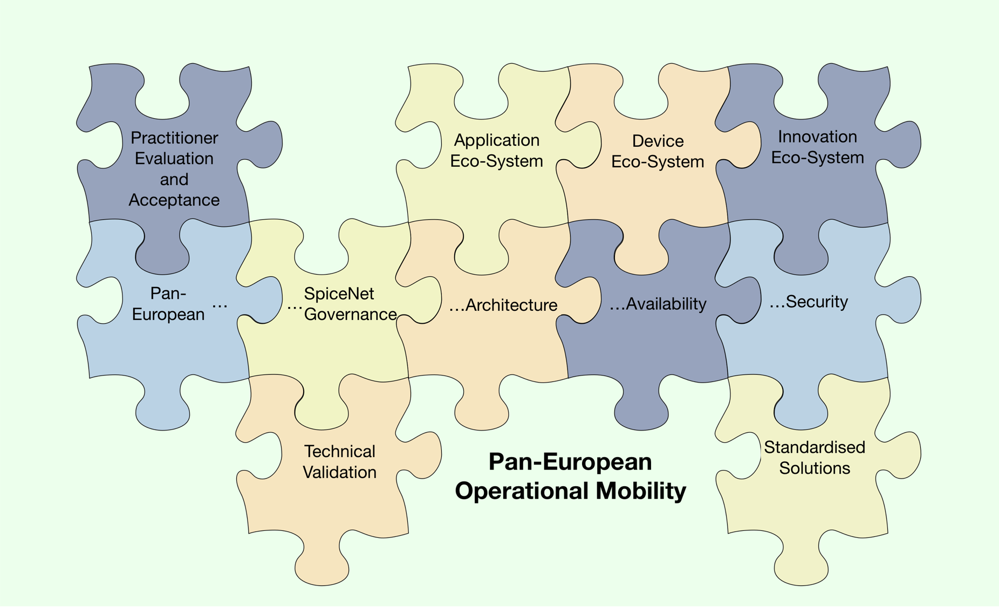 Practitioner
Evaluation
and
Acceptance
Application
Eco-System
Device
Eco-System
Innovation
Eco-System
Pan-
European ...
...SpiceNet
Governance
...Architecture
...Availability
...Security
Technical
Validation
Pan-European
Operational Mobility
Standardised
Solutions